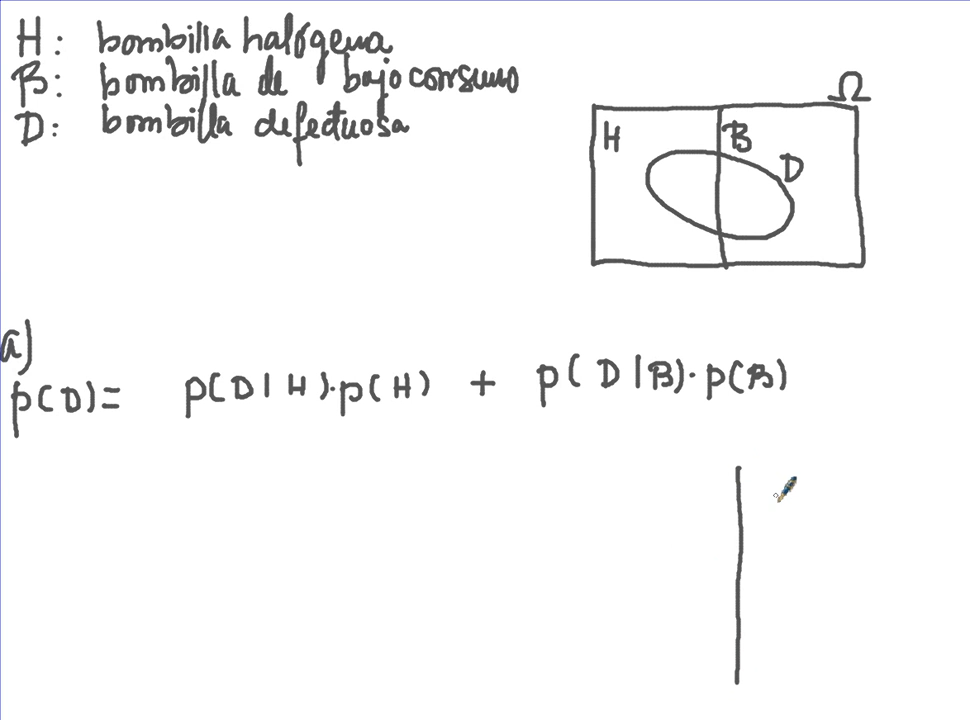 H: bombilla halógena
B: bombilla de bajo consumo
D: bombilla defectuosa
Ω
H B D
a)
p(D) = p(D|H)·p(H) + p(D|B)·p(B)